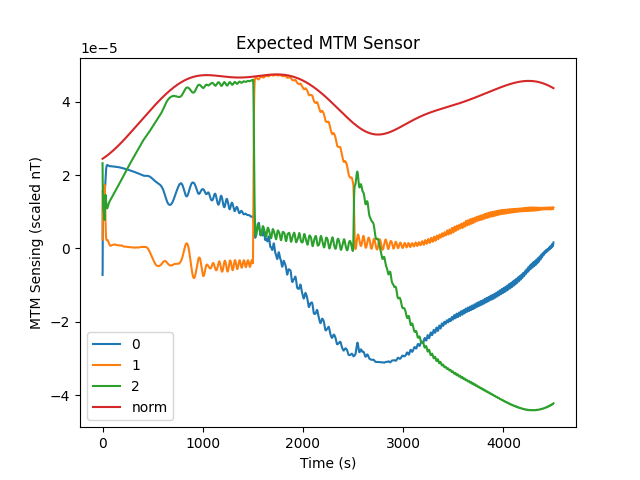 Expected MTM Sensor
1e−5
MTM Sensing (scaled nT)
4
2
0
−2
−4
0
1
2
norm
0 1000 2000 3000 4000
Time (s)